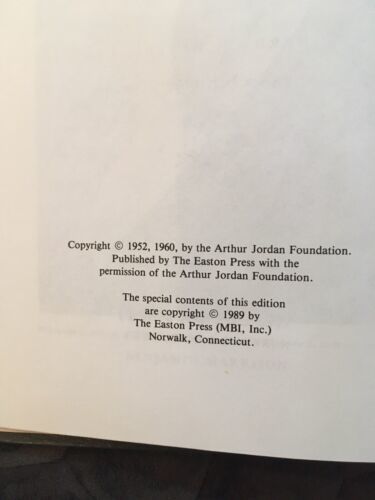 Copyright © 1952, 1960, by the Arthur Jordan Foundation.
Published by The Easton Press with the
permission of the Arthur Jordan Foundation.
The special contents of this edition
are copyright © 1989 by
The Easton Press (MBI, Inc.)
Norwalk, Connecticut.